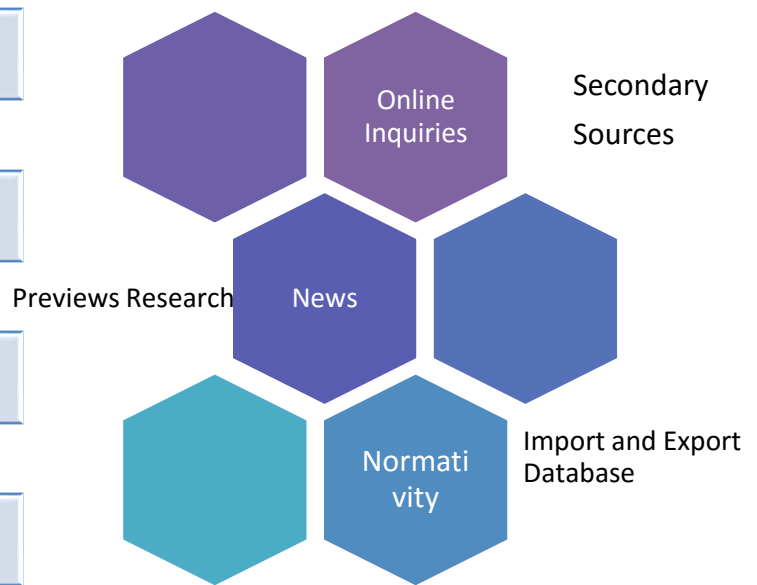 Online
Inquiries
Secondary
Sources
Previews Research
News
Normati
vity
Import and Export
Database